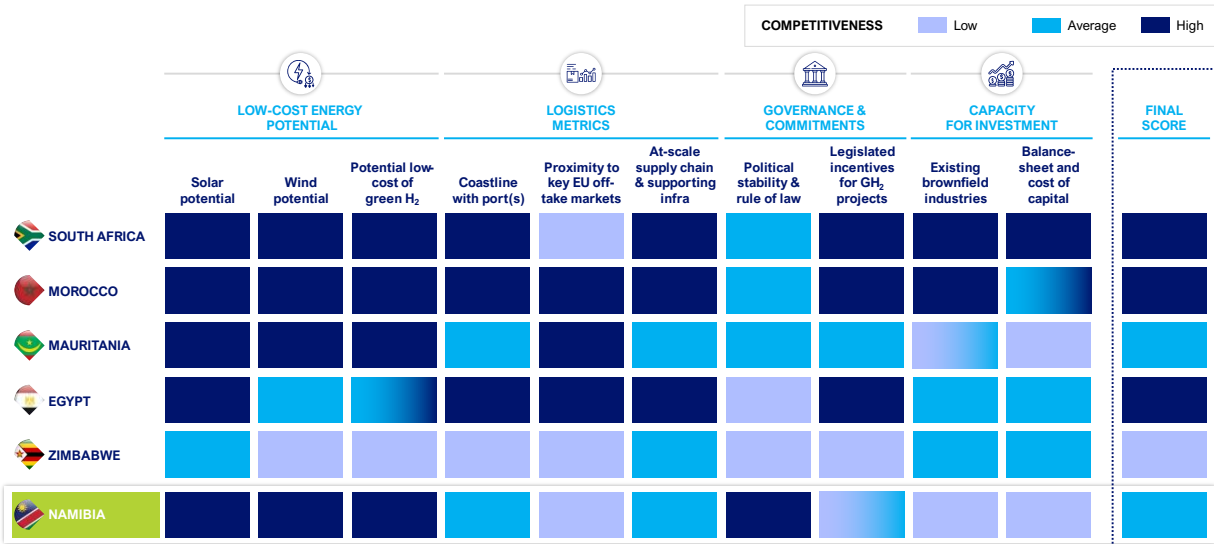 COMPETITIVENESS Low Average High
LOW-COST ENERGY
POTENTIAL
LOGISTICS
METRICS
GOVERNANCE &
COMMITMENTS
CAPACITY
FOR INVESTMENT
FINAL
SCORE
Solar
potential
Wind
potential
Potential low-
cost of
green H₂
Coastline
with port(s)
Proximity to
key EU off-
take markets
At-scale
supply chain
& supporting
infra
Political
stability &
rule of law
Legislated
incentives
for GH₂
projects
Existing
brownfield
industries
Balance-
sheet and
cost of
capital
SOUTH AFRICA
MOROCCO
MAURITANIA
EGYPT
ZIMBABWE
NAMIBIA